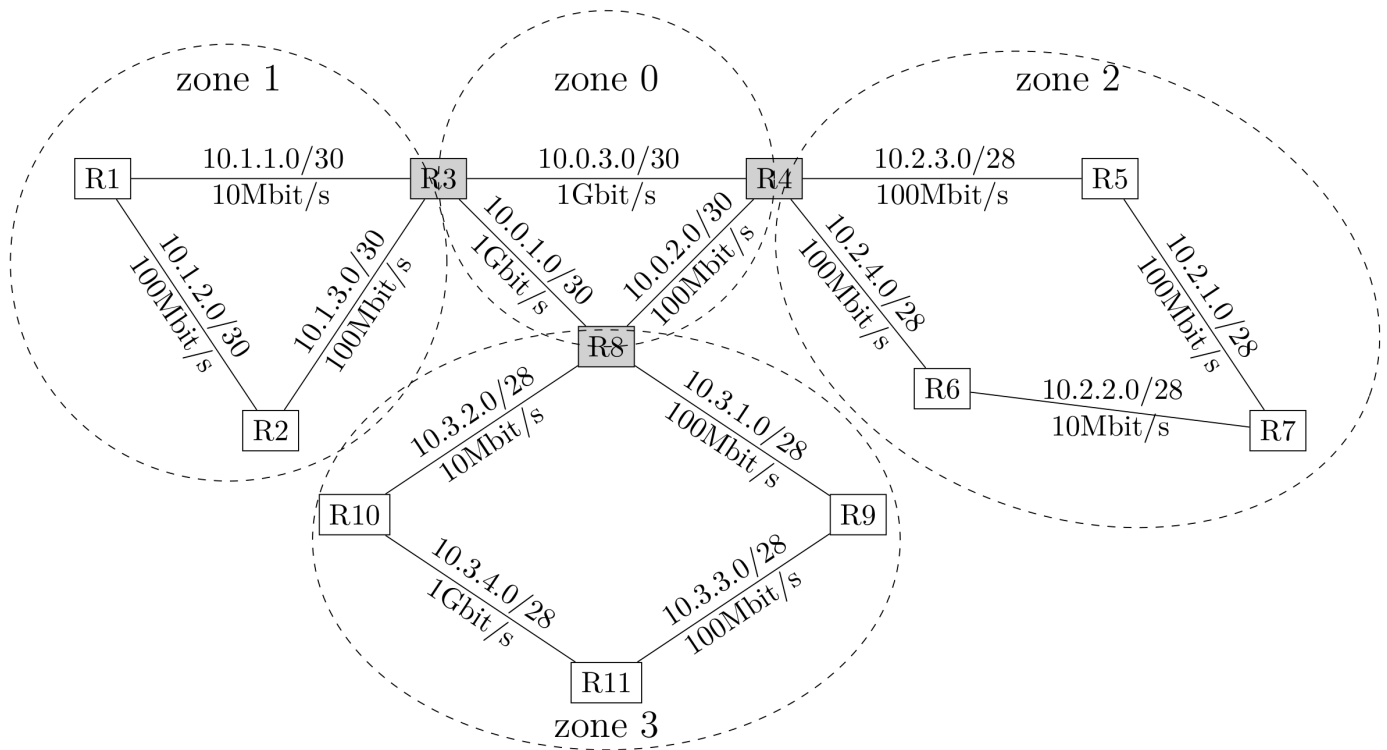 zone 1
zone 0
zone 2
R1
10.1.1.0/30
10Mbit/s
R3
10.0.3.0/30
1Gbit/s
R4
10.2.3.0/28
100Mbit/s
R5
10.1.2.0/30
100Mbit/s
10.1.3.0/30
100Mbit/s
10.0.1.0/30
1Gbit/s
10.0.2.0/30
100Mbit/s
10.2.4.0/28
100Mbit/s
10.2.1.0/28
100Mbit/s
R2
R8
R6
10.2.2.0/28
10Mbit/s
R7
10.3.2.0/28
10Mbit/s
10.3.1.0/28
100Mbit/s
R10
R9
10.3.4.0/28
1Gbit/s
10.3.3.0/28
100Mbit/s
R11
zone 3